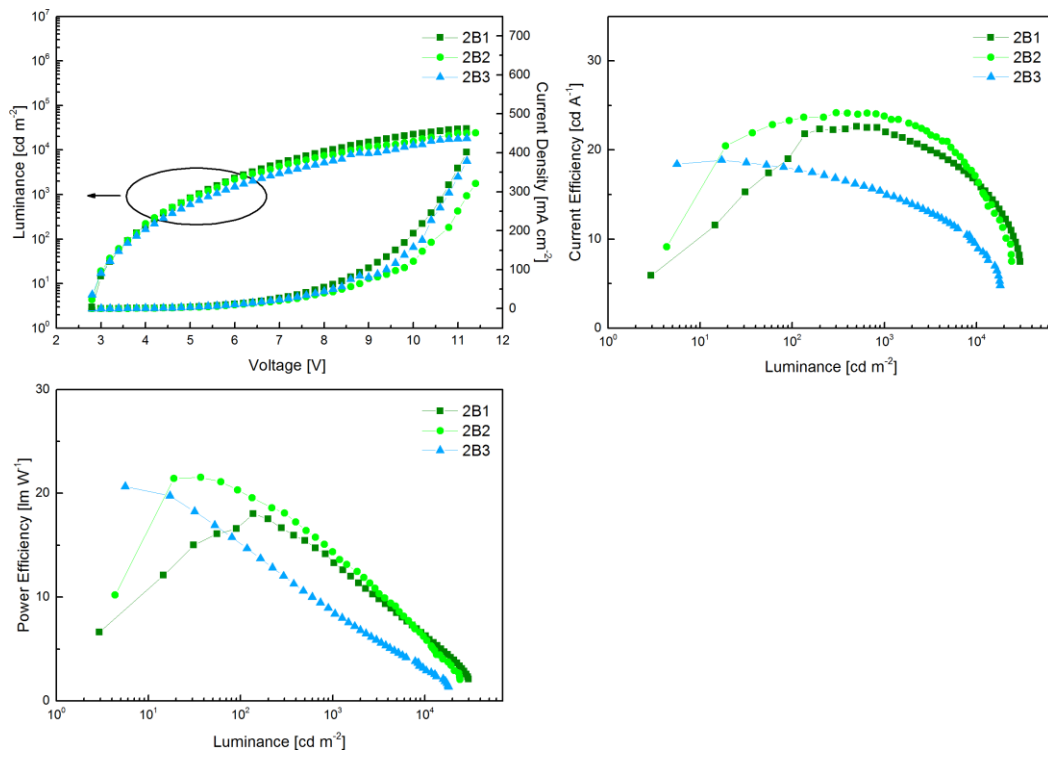 10⁷
10⁶
10⁵
10⁴
10³
10²
10¹
10⁰
Luminance [cd m⁻²]
2 3 4 5 6 7 8 9 10 11 12
Voltage [V]
700
600
500
400
300
200
100
0
Current Density [mA cm⁻²]
2B1
2B2
2B3
30
20
10
0
Current Efficiency [cd A⁻¹]
10⁰ 10¹ 10² 10³ 10⁴
Luminance [cd m⁻²]
2B1
2B2
2B3
30
20
10
0
Power Efficiency [lm W⁻¹]
10⁰ 10¹ 10² 10³ 10⁴
Luminance [cd m⁻²]
2B1
2B2
2B3